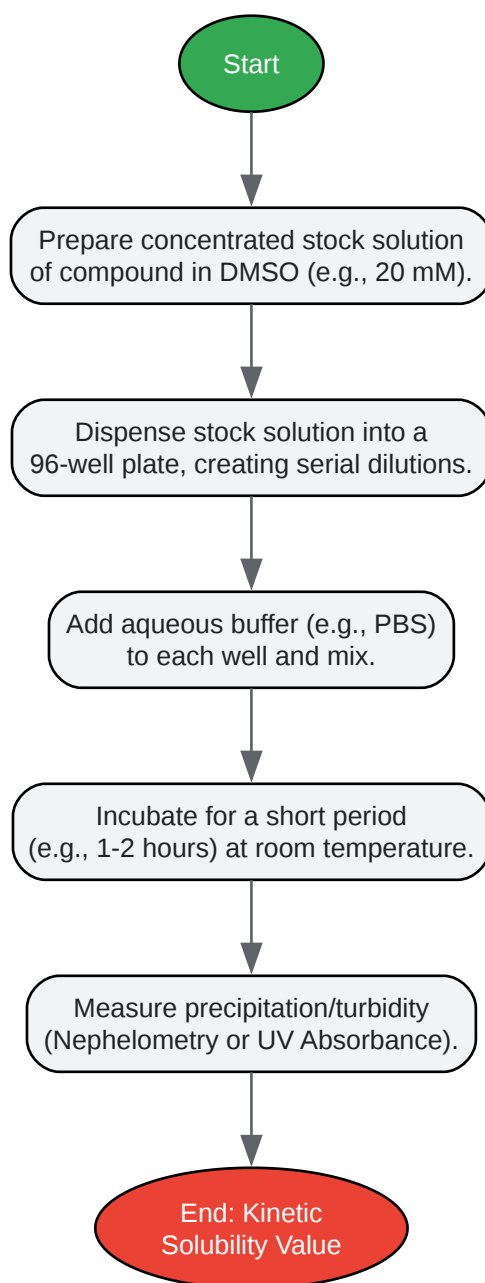 Start
Prepare concentrated stock solution
of compound in DMSO (e.g., 20 mM).
Dispense stock solution into a
96-well plate, creating serial dilutions.
Add aqueous buffer (e.g., PBS)
to each well and mix.
Incubate for a short period
(e.g., 1-2 hours) at room temperature.
Measure precipitation/turbidity
(Nephelometry or UV Absorbance).
End: Kinetic
Solubility Value